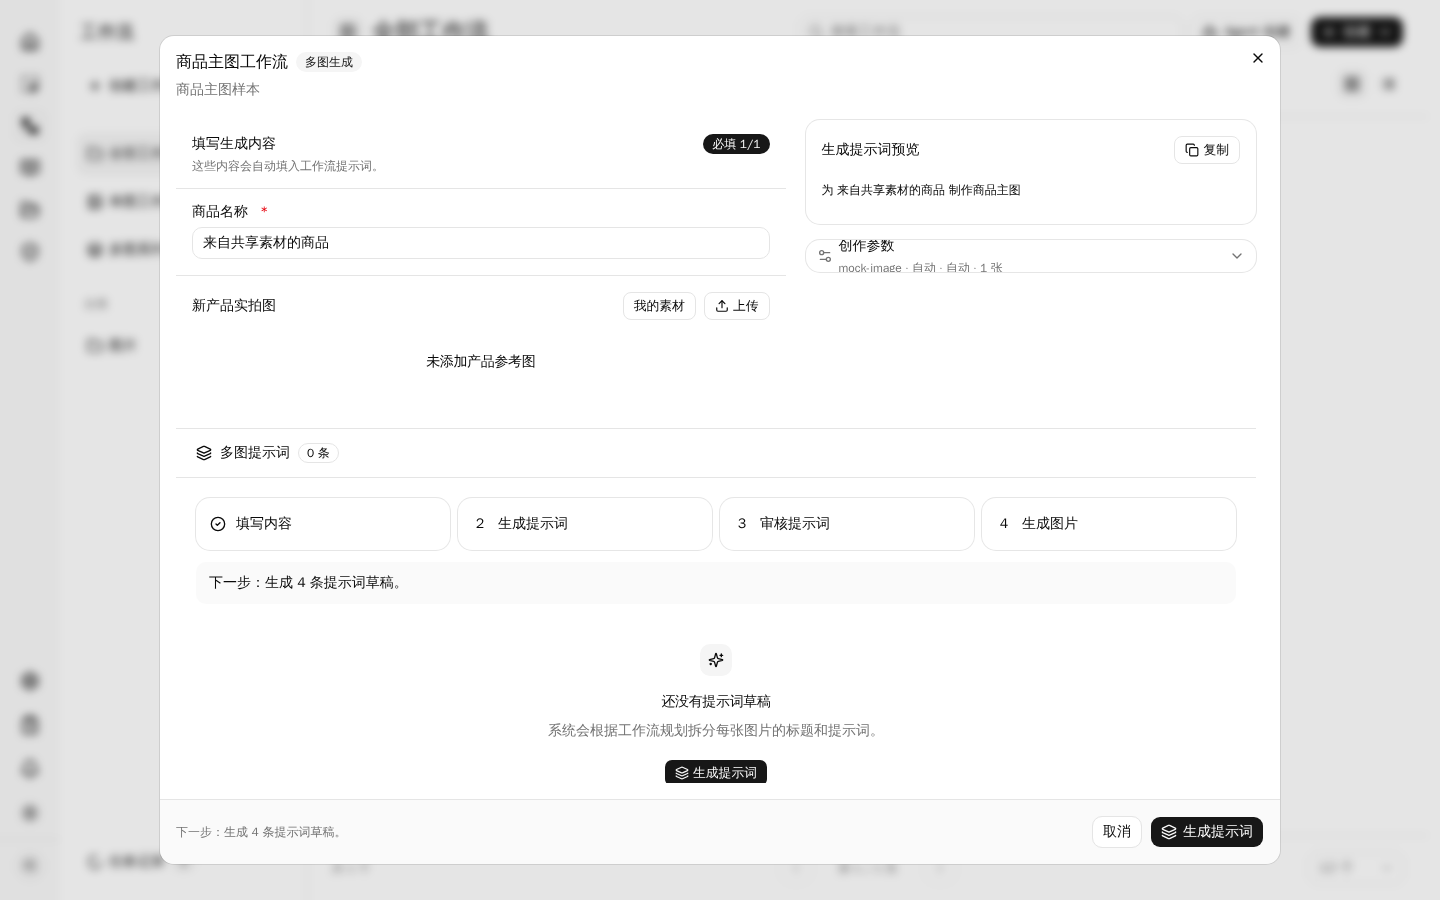 商品主图工作流 多图生成
商品主图样本
填写生成内容 必填 1/1
这些内容会自动填入工作流提示词。
商品名称 *
来自共享素材的商品
新产品实拍图 我的素材 上传
未添加产品参考图
生成提示词预览 复制
为 来自共享素材的商品 制作商品主图
创作参数
mock-image · 自动 · 自动 · 1 张
多图提示词 0 条
填写内容 2 生成提示词 3 审核提示词 4 生成图片
下一步：生成 4 条提示词草稿。
还没有提示词草稿
系统会根据工作流规划拆分每张图片的标题和提示词。
生成提示词
下一步：生成 4 条提示词草稿。 取消 生成提示词